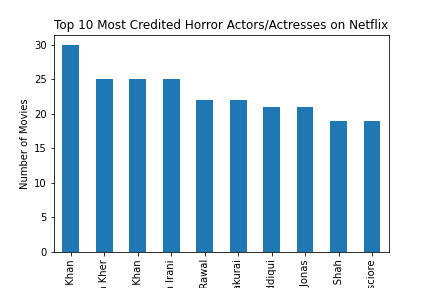 Top 10 Most Credited Horror Actors/Actresses on Netflix
Number of Movies
30
25
20
15
10
5
0
Khan
Kher
Khan
Irani
Rawal
akurai
ddiqui
Jonas
Shah
sciore